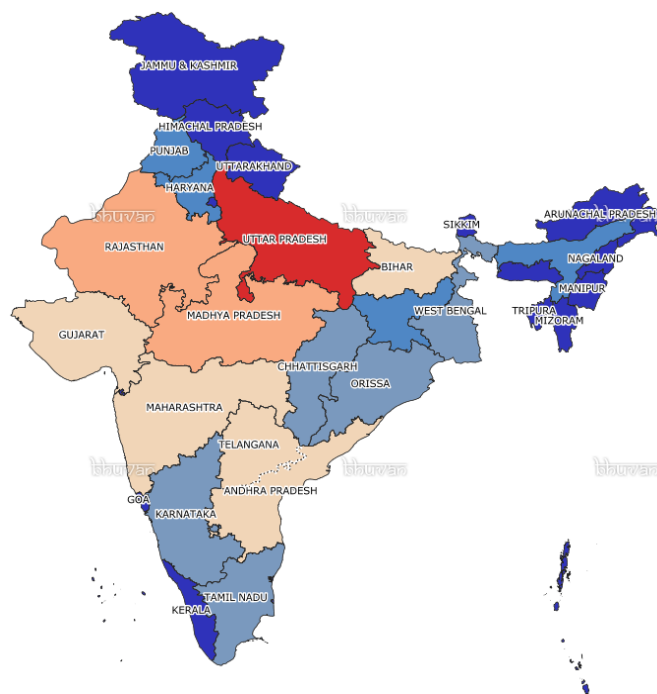 JAMMU & KASHMIR
HIMACHAL PRADESH
PUNJAB
UTTARAKHAND
HARYANA
bhuvan
bhuvan
bhuvan
ARUNACHAL PRADESH
SIKKIM
UTTAR PRADESH
RAJASTHAN
NAGALAND
BIHAR
MANIPUR
WEST BENGAL
TRIPURA
MADHYA PRADESH
MIZORAM
GUJARAT
CHHATTISGARH
ORISSA
MAHARASHTRA
TELANGANA
bhuvan
bhuvan
bhuvan
ANDHRA PRADESH
GOA
KARNATAKA
TAMIL NADU
KERALA